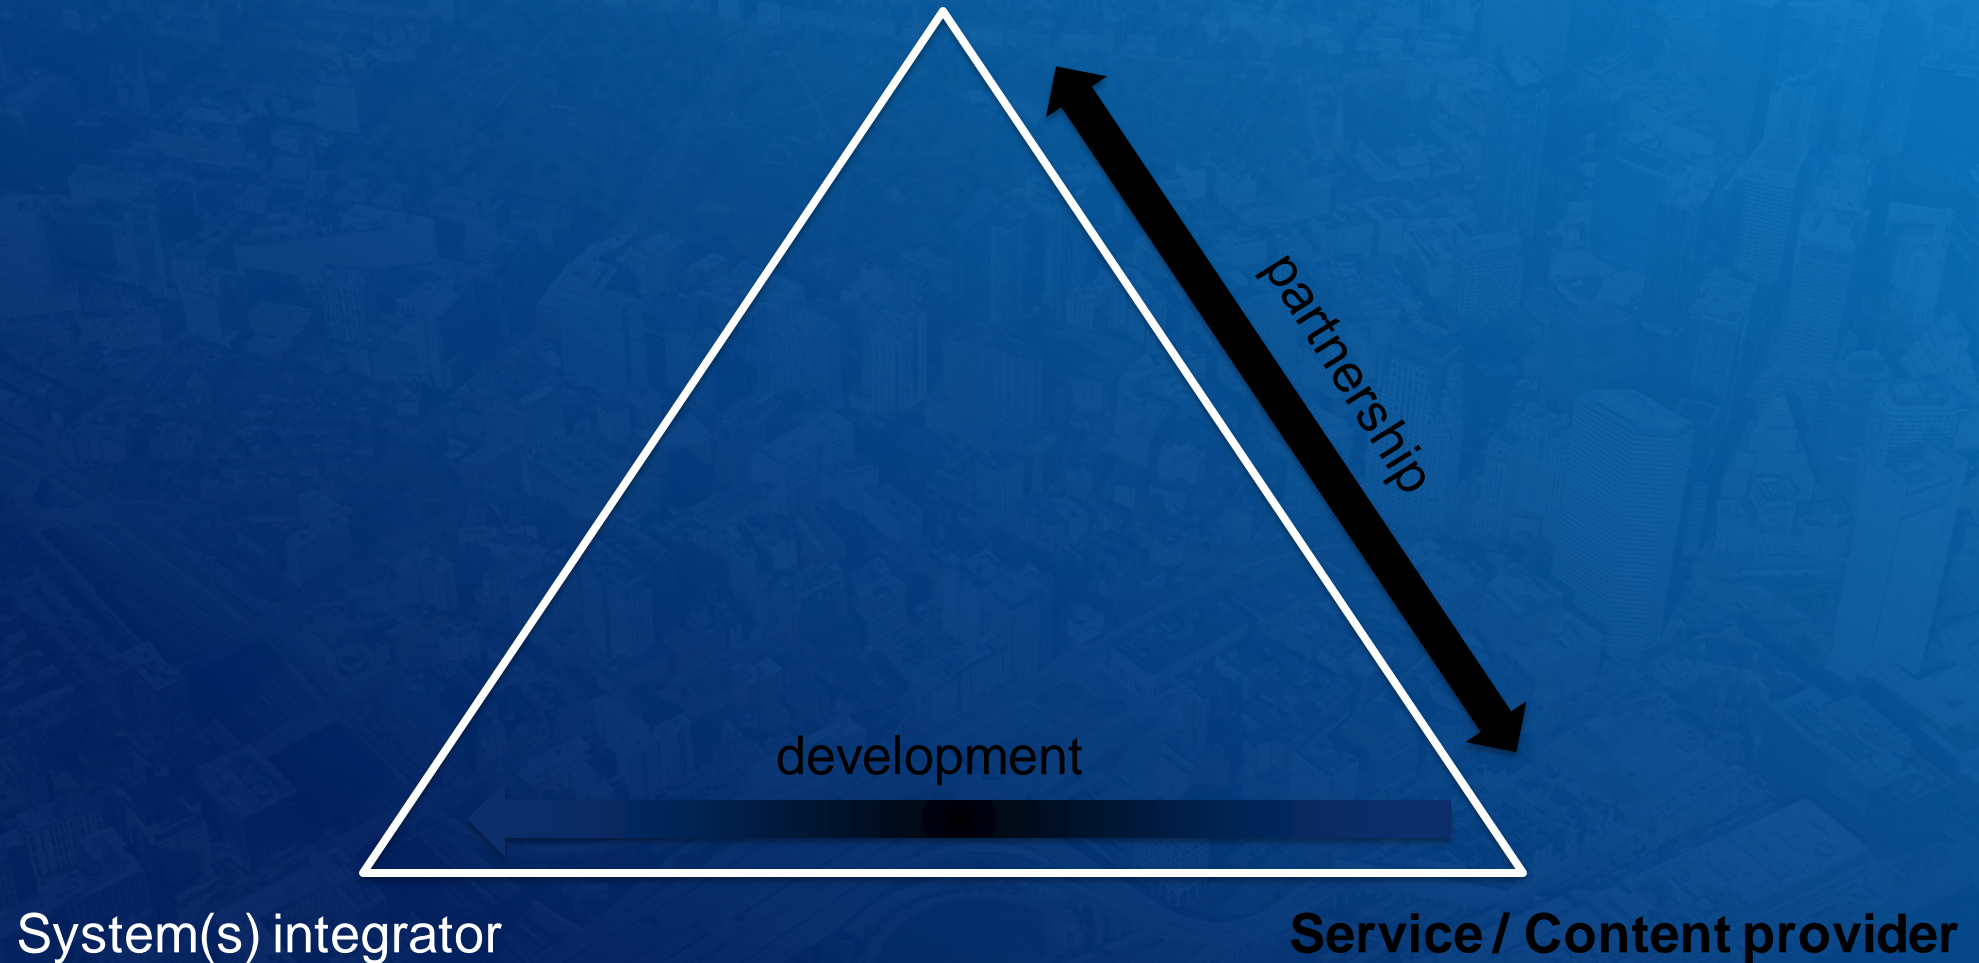 partnership
development
System(s) integrator
Service / Content provider